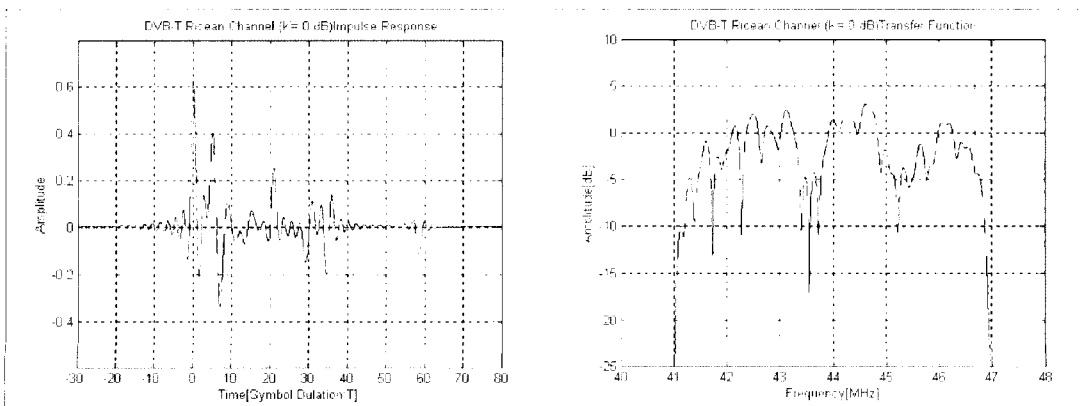 DVB-T Ricean Channel (k= 0 dB)Impulse Response
0.6
0.4
0.2
0
-0.2
-0.4
Amplitude
-30 -20 -10 0 10 20 30 40 50 60 70 80
Time[Symbol Dulation T]
DVB-T Ricean Channel (k= 0 dB)Transfer Function
10
5
0
-5
-10
-15
-20
-25
Amplitude[dB]
40 41 42 43 44 45 46 47 48
Frequency[MHz]